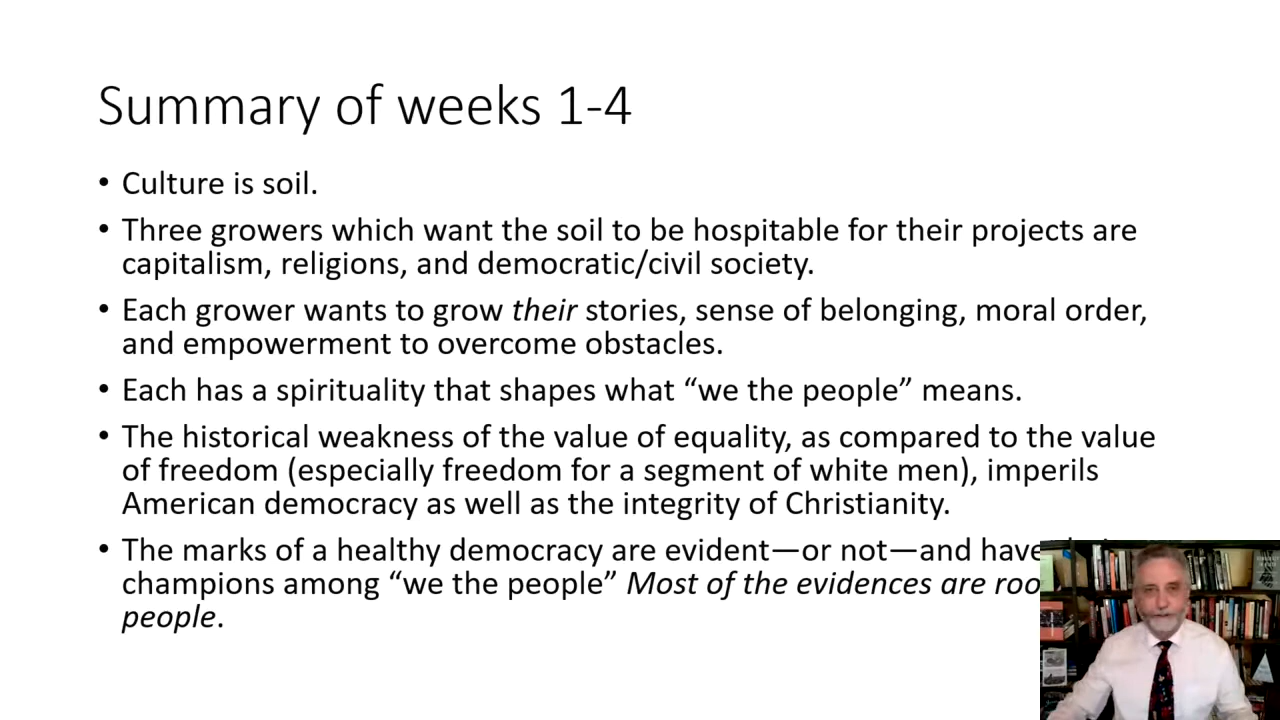 Summary of weeks 1-4
• Culture is soil.
• Three growers which want the soil to be hospitable for their projects are
capitalism, religions, and democratic/civil society.
• Each grower wants to grow their stories, sense of belonging, moral order,
and empowerment to overcome obstacles.
• Each has a spirituality that shapes what “we the people” means.
• The historical weakness of the value of equality, as compared to the value
of freedom (especially freedom for a segment of white men), imperils
American democracy as well as the integrity of Christianity.
• The marks of a healthy democracy are evident—or not—and have
champions among “we the people” Most of the evidences are
people.